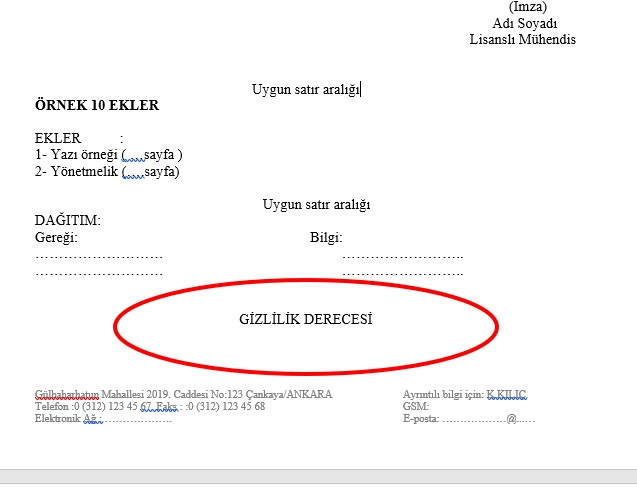 (İmza)
Adı Soyadı
Lisanslı Mühendis
Uygun satır aralığı
ÖRNEK 10 EKLER
EKLER :
1- Yazı örneği (….sayfa )
2- Yönetmelik (….sayfa)
Uygun satır aralığı
DAĞITIM:
Gereği: Bilgi:
……………………… ……………………..
……………………… ……………………..
GİZLİLİK DERECESİ
Gülbaharhatun Mahallesi 2019. Caddesi No:123 Çankaya/ANKARA Ayrıntılı bilgi için: K.KILIÇ
Telefon :0 (312) 123 45 67 Faks : :0 (312) 123 45 68 GSM:
Elektronik Ağ :……………….. E-posta: ………………@...…